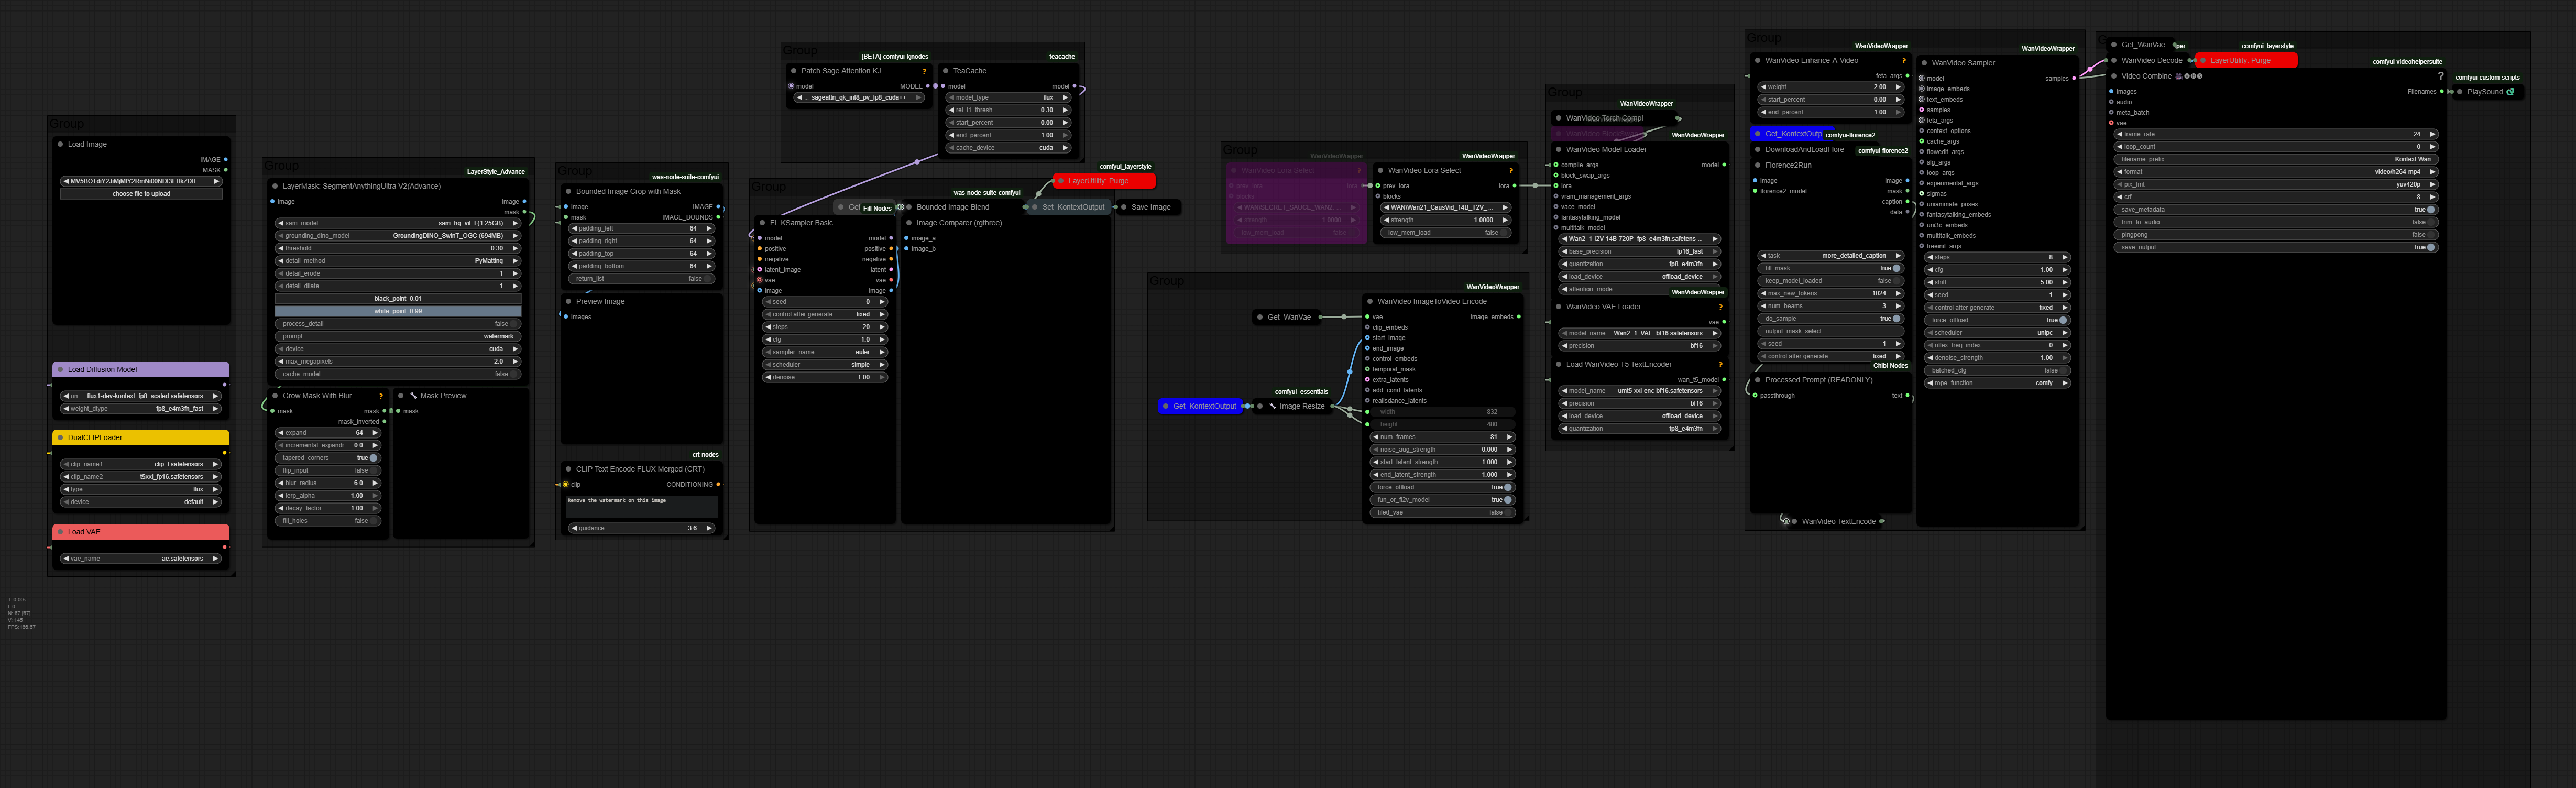 Group
Load Image
IMAGE
MASK
choose file to upload
Load Diffusion Model
un ... flux1-dev-kontext_fp8_scaled.safetensors
weight_dtype fp8_e4m3fn_fast
DualCLIPLoader
clip_name1 clip_l.safetensors
clip_name2 t5xxl_fp16.safetensors
type flux
device default
Load VAE
vae_name ae.safetensors
T: 0.00s
I: 0
N: 67 [67]
V: 146
Group
LayerStyle_Advance
LayerMask: SegmentAnythingUltra V2(Advance)
image image
mask
sam_model sam_hq_vit_l (1.25GB)
grounding_dino_model GroundingDINO_SwinT_OGC (694MB)
threshold 0.30
detail_method PyMatting
detail_erode 1
detail_dilate 1
black_point 0.01
white_point 0.99
process_detail false
prompt watermark
device cuda
max_megapixels 2.0
cache_model false
Grow Mask With Blur ?
mask mask
mask_inverted
expand 64
incremental_expandr ... 0.0
tapered_corners true
flip_input false
blur_radius 6.0
lerp_alpha 1.00
decay_factor 1.00
fill_holes false
Mask Preview
mask
Group
was-node-suite-comfyui
Bounded Image Crop with Mask
image IMAGE
mask IMAGE_BOUNDS
padding_left 64
padding_right 64
padding_top 64
padding_bottom 64
return_list false
Preview Image
images
crt-nodes
CLIP Text Encode FLUX Merged (CRT)
clip CONDITIONING
Remove the watermark on this image
guidance 3.6
Group
[BETA] comfyui-kjnodes
Patch Sage Attention KJ ?
model MODEL
sageattn_qk_int8_pv_fp8_cuda++
teacache
TeaCache
model model
model_type flux
rel_l1_thresh 0.30
start_percent 0.00
end_percent 1.00
cache_device cuda
Group
Get Fill-Nodes
FL KSampler Basic
model model
positive positive
negative negative
latent_image latent
vae vae
image image
seed 0
control after generate fixed
steps 20
cfg 1.0
sampler_name euler
scheduler simple
denoise 1.00
was-node-suite-comfyui
Bounded Image Blend
Image Comparer (rgthree)
image_a
image_b
comfyui_layerstyle
LayerUtility: Purge
Set_KontextOutput
Save Image
Group
WanVideoWrapper
WanVideo Lora Select ?
prev_lora lora
blocks
strength 1.0000
low_mem_load false
WanVideoWrapper
WanVideo Lora Select ?
prev_lora lora
blocks
WAN\Wan21_CausVid_14B_T2V_...
strength 1.0000
low_mem_load false
Group
Get_WanVae
comfyui_essentials
Get_KontextOutput
Image Resize
WanVideoWrapper
WanVideo ImageToVideo Encode
vae image_embeds
clip_embeds
start_image
end_image
control_embeds
temporal_mask
extra_latents
add_cond_latents
realisdance_latents
width 832
height 480
num_frames 81
noise_aug_strength 0.000
start_latent_strength 1.000
end_latent_strength 1.000
force_offload true
fun_or_fl2v_model true
tiled_vae false
Group
WanVideoWrapper
WanVideo Torch Compi
WanVideoWrapper
WanVideo Model Loader
compile_args model
block_swap_args
lora
vram_management_args
vace_model
fantasytalking_model
multitalk_model
Wan2_1-I2V-14B-720P_fp8_e4m3fn.safetens ...
base_precision fp16_fast
quantization fp8_e4m3fn
load_device offload_device
attention_mode
WanVideoWrapper
WanVideo VAE Loader ?
vae
model_name Wan2_1_VAE_bf16.safetensors
precision bf16
Load WanVideo T5 TextEncoder ?
wan_t5_model
model_name umt5-xxl-enc-bf16.safetensors
precision bf16
load_device offload_device
quantization fp8_e4m3fn
Group
WanVideoWrapper
WanVideo Enhance-A-Video ?
feta_args
weight 2.00
start_percent 0.00
end_percent 1.00
Get_KontextOutp
comfyui-florence2
DownloadAndLoadFlore
comfyui-florence2
Florence2Run
image image
florence2_model mask
caption
data
task more_detailed_caption
fill_mask true
keep_model_loaded false
max_new_tokens 1024
num_beams 3
do_sample true
output_mask_select
seed 1
control after generate fixed
Chibi-Nodes
Processed Prompt (READONLY)
passthrough text
WanVideo TextEncode
WanVideoWrapper
WanVideo Sampler
model samples
image_embeds
text_embeds
samples
feta_args
context_options
cache_args
flowedit_args
slg_args
loop_args
experimental_args
sigmas
unianimate_poses
fantasytalking_embeds
uni3c_embeds
multitalk_embeds
freeinit_args
steps 8
cfg 1.00
shift 5.00
seed 1
control after generate fixed
force_offload true
scheduler unipc
riflex_freq_index 0
denoise_strength 1.00
batched_cfg false
rope_function comfy
Get_WanVae
comfyui_layerstyle
WanVideo Decode
LayerUtility: Purge
comfyui-videohelpersuite
Video Combine ?
images Filenames
audio
meta_batch
vae
frame_rate 24
loop_count 0
filename_prefix Kontext Wan
format video/h264-mp4
pix_fmt yuv420p
crf 8
save_metadata true
trim_to_audio false
pingpong false
save_output true
comfyui-custom-scripts
PlaySound